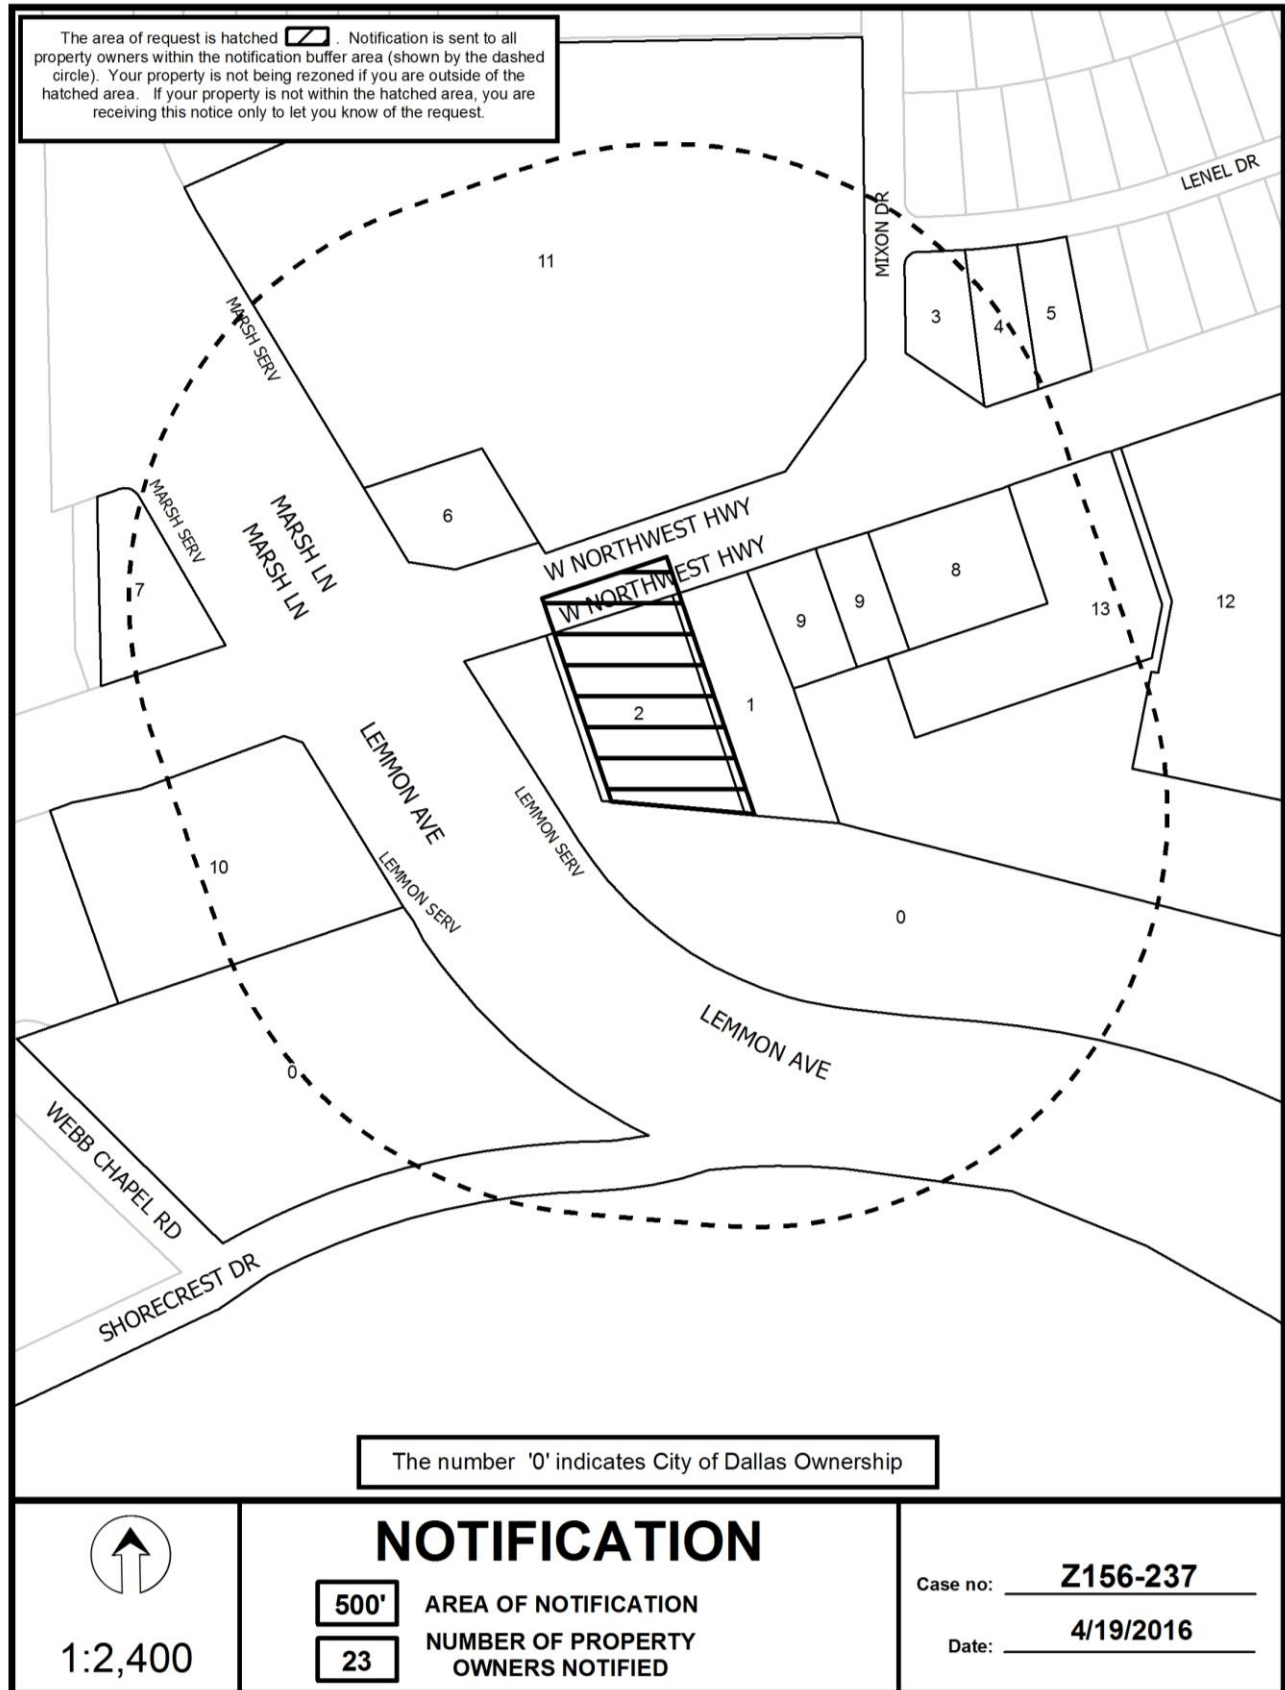 The area of request is hatched . Notification is sent to all
property owners within the notification buffer area (shown by the dashed
circle). Your property is not being rezoned if you are outside of the
hatched area. If your property is not within the hatched area, you are
receiving this notice only to let you know of the request.
LENEL DR
MIXON DR
11
MARSH SERV
3
4
5
MARSH SERV
MARSH LN
MARSH LN
6
W NORTHWEST HWY
W NORTHWEST HWY
7
8
9
9
13
12
2
1
LEMMON AVE
LEMMON SERV
10
LEMMON SERV
0
LEMMON AVE
0
WEBB CHAPEL RD
SHORECREST DR
The number '0' indicates City of Dallas Ownership
1:2,400
NOTIFICATION
500' AREA OF NOTIFICATION
23 NUMBER OF PROPERTY
OWNERS NOTIFIED
Case no: Z156-237
Date: 4/19/2016